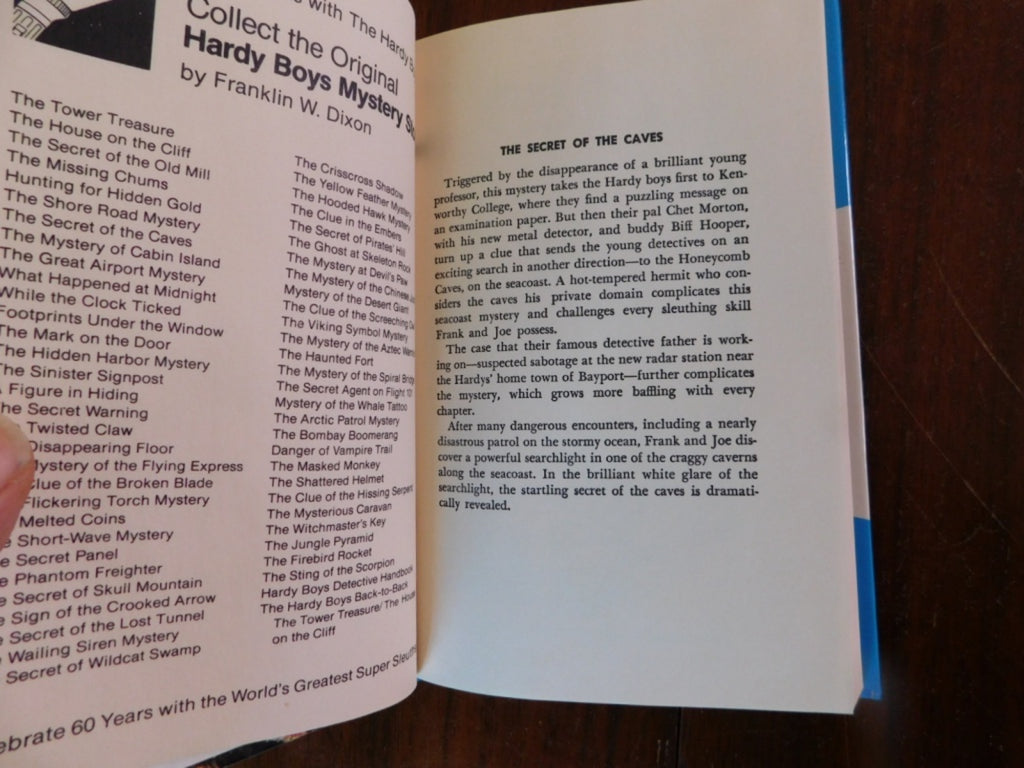 with The Hardy
Collect the Original
Hardy Boys Mystery
by Franklin W. Dixon
The Tower Treasure
The House on the Cliff
The Secret of the Old Mill
The Missing Chums
Hunting for Hidden Gold
The Shore Road Mystery
The Secret of the Caves
The Mystery of Cabin Island
The Great Airport Mystery
What Happened at Midnight
While the Clock Ticked
Footprints Under the Window
The Mark on the Door
The Hidden Harbor Mystery
The Sinister Signpost
Figure in Hiding
The Secret Warning
Twisted Claw
Disappearing Floor
Mystery of the Flying Express
Clue of the Broken Blade
Flickering Torch Mystery
Melted Coins
Short-Wave Mystery
Secret Panel
Phantom Freighter
Secret of Skull Mountain
Sign of the Crooked Arrow
Secret of the Lost Tunnel
Wailing Siren Mystery
Secret of Wildcat Swamp
The Crisscross Shadow
The Yellow Feather Mystery
The Hooded Hawk Mystery
The Clue in the Embers
The Secret of Pirates' Hill
The Ghost at Skeleton Rock
The Mystery at Devil's Paw
The Mystery of the Chinese
Mystery of the Desert Giant
The Clue of the Screeching
The Viking Symbol Mystery
The Mystery of the Aztec
The Haunted Fort
The Mystery of the Spiral
The Secret Agent on Flight
Mystery of the Whale Tattoo
The Arctic Patrol Mystery
The Bombay Boomerang
Danger of Vampire Trail
The Masked Monkey
The Shattered Helmet
The Clue of the Hissing Serpent
The Mysterious Caravan
The Witchmaster's Key
The Jungle Pyramid
The Firebird Rocket
The Sting of the Scorpion
Hardy Boys Detective Handbook
The Hardy Boys Back-to-Back
The Tower Treasure/The House
on the Cliff
60 Years with the World's Greatest Super
THE SECRET OF THE CAVES
Triggered by the disappearance of a brilliant young
professor, this mystery takes the Hardy boys first to Ken-
worthy College, where they find a puzzling message on
an examination paper. But then their pal Chet Morton,
with his new metal detector, and buddy Biff Hooper,
turn up a clue that sends the young detectives on an
exciting search in another direction—to the Honeycomb
Caves, on the seacoast. A hot-tempered hermit who con-
siders the caves his private domain complicates this
seacoast mystery and challenges every sleuthing skill
Frank and Joe possess.
The case that their famous detective father is work-
ing on—suspected sabotage at the new radar station near
the Hardys' home town of Bayport—further complicates
the mystery, which grows more baffling with every
chapter.
After many dangerous encounters, including a nearly
disastrous patrol on the stormy ocean, Frank and Joe dis-
cover a powerful searchlight in one of the craggy caverns
along the seacoast. In the brilliant white glare of the
searchlight, the startling secret of the caves is dramati-
cally revealed.